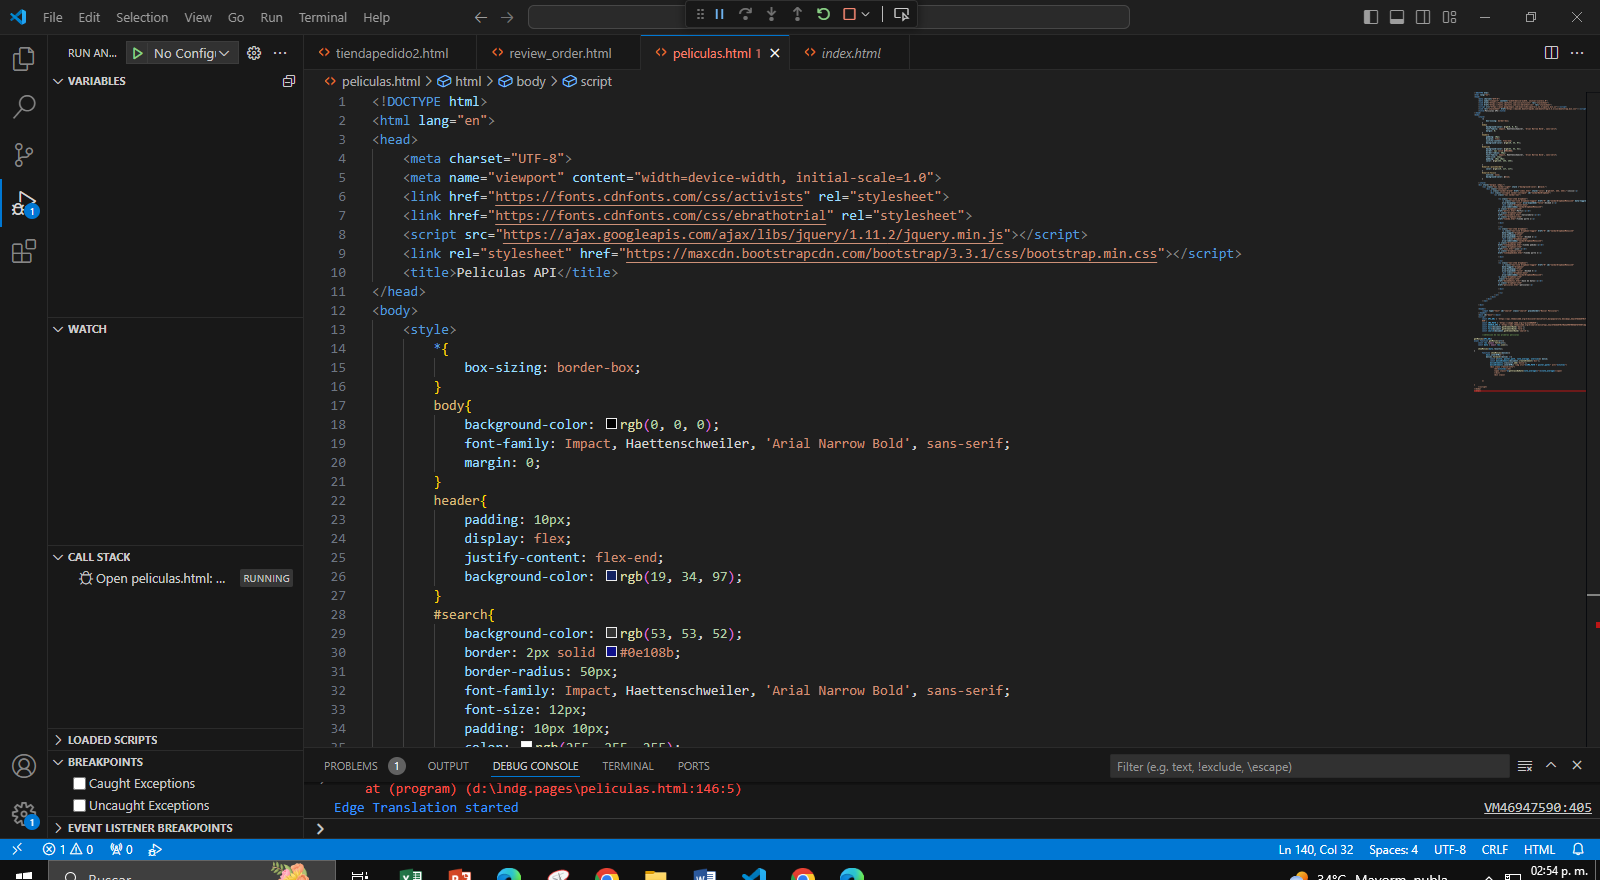 File Edit Selection View Go Run Terminal Help
RUN AN... No Config
tiendapedido2.html review_order.html peliculas.html 1 index.html
VARIABLES
peliculas.html > html > body > script
1 <!DOCTYPE html>
2 <html lang="en">
3 <head>
4 <meta charset="UTF-8">
5 <meta name="viewport" content="width=device-width, initial-scale=1.0">
6 <link href="https://fonts.cdnfonts.com/css/activists" rel="stylesheet">
7 <link href="https://fonts.cdnfonts.com/css/ebrathotrial" rel="stylesheet">
8 <script src="https://ajax.googleapis.com/ajax/libs/jquery/1.11.2/jquery.min.js"></script>
9 <link rel="stylesheet" href="https://maxcdn.bootstrapcdn.com/bootstrap/3.3.1/css/bootstrap.min.css"></script>
10 <title>Peliculas API</title>
11 </head>
12 <body>
13 <style>
14 *{
15 box-sizing: border-box;
16 }
17 body{
18 background-color: rgb(0, 0, 0);
19 font-family: Impact, Haettenschweiler, 'Arial Narrow Bold', sans-serif;
20 margin: 0;
21 }
22 header{
23 padding: 10px;
24 display: flex;
25 justify-content: flex-end;
26 background-color: rgb(19, 34, 97);
27 }
28 #search{
29 background-color: rgb(53, 53, 52);
30 border: 2px solid #0e108b;
31 border-radius: 50px;
32 font-family: Impact, Haettenschweiler, 'Arial Narrow Bold', sans-serif;
33 font-size: 12px;
34 padding: 10px 10px;
35 color: rgb(255, 255, 255);
WATCH
CALL STACK
Open peliculas.html: ... RUNNING
LOADED SCRIPTS
BREAKPOINTS
Caught Exceptions
Uncaught Exceptions
EVENT LISTENER BREAKPOINTS
PROBLEMS 1 OUTPUT DEBUG CONSOLE TERMINAL PORTS
Filter (e.g. text, !exclude, \escape)
at (program) (d:\lndg.pages\peliculas.html:146:5)
Edge Translation started VM46947590:405
1
1
1 0 0
Ln 140, Col 32 Spaces: 4 UTF-8 CRLF HTML
Buscar
34°C Mayorm. nubla
02:54 p. m.